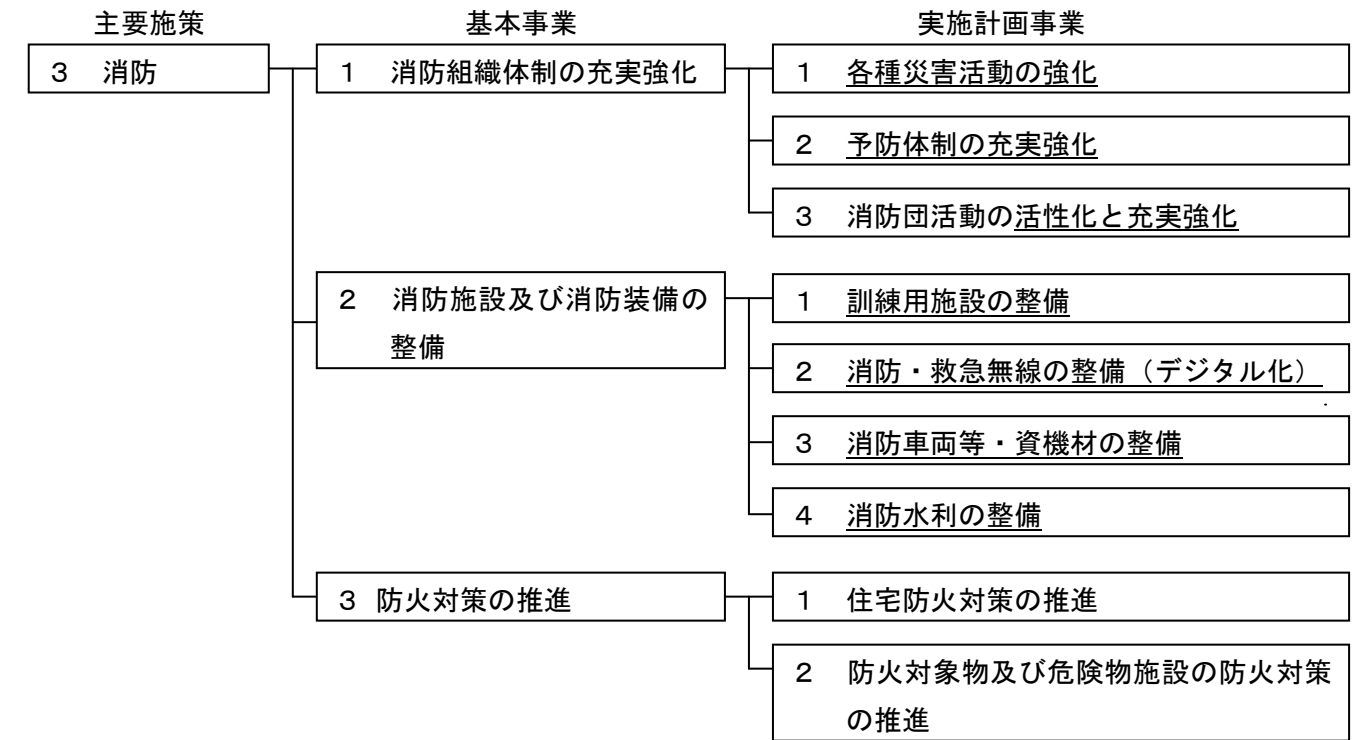 主要施策 基本事業 実施計画事業
3 消防 1 消防組織体制の充実強化 1 各種災害活動の強化
2 予防体制の充実強化
3 消防団活動の活性化と充実強化
2 消防施設及び消防装備の
整備
1 訓練用施設の整備
2 消防・救急無線の整備（デジタル化）
3 消防車両等・資機材の整備
4 消防水利の整備
3 防火対策の推進 1 住宅防火対策の推進
2 防火対象物及び危険物施設の防火対策
の推進